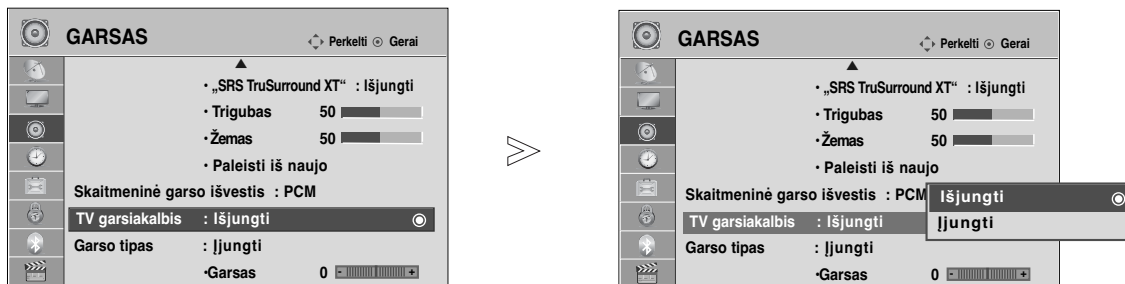 GARSAS
Perkelti Gerai
• „SRS TruSurround XT“ : Išjungti
• Trigubas 50
• Žemas 50
• Paleisti iš naujo
Skaitmeninė garso išvestis : PCM
TV garsiakalbis : Išjungti
Garso tipas : Įjungti
•Garsas 0 - +
>
GARSAS
Perkelti Gerai
• „SRS TruSurround XT“ : Išjungti
• Trigubas 50
• Žemas 50
• Paleisti iš naujo
Skaitmeninė garso išvestis : PCM
TV garsiakalbis : Išjungti
Išjungti
Įjungti
Garso tipas : Įjungti
•Garsas 0 - +